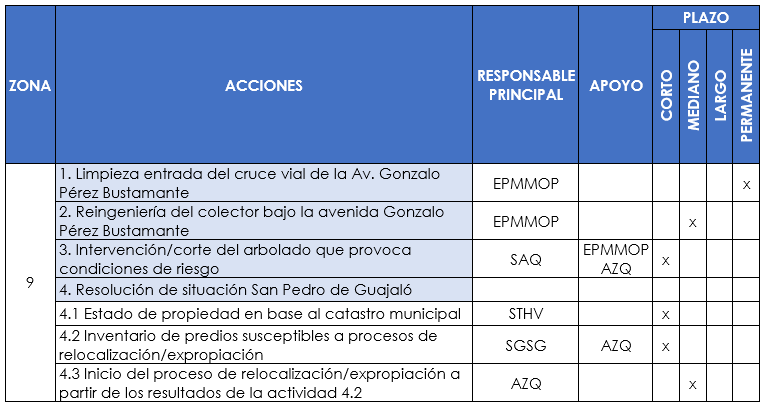 PLAZO
ZONA
ACCIONES
RESPONSABLE
PRINCIPAL
APOYO
CORTO
MEDIANO
LARGO
PERMANENTE
9
1. Limpieza entrada del cruce vial de la Av. Gonzalo
Pérez Bustamante
EPMMOP
x
2. Reingeniería del colector bajo la avenida Gonzalo
Pérez Bustamante
EPMMOP
x
3. Intervención/corte del arbolado que provoca
condiciones de riesgo
SAQ
EPMMOP
AZQ
x
4. Resolución de situación San Pedro de Guajaló
4.1 Estado de propiedad en base al catastro municipal
STHV
x
4.2 Inventario de predios susceptibles a procesos de
relocalización/expropiación
SGSG
AZQ
x
4.3 Inicio del proceso de relocalización/expropiación a
partir de los resultados de la actividad 4.2
AZQ
x